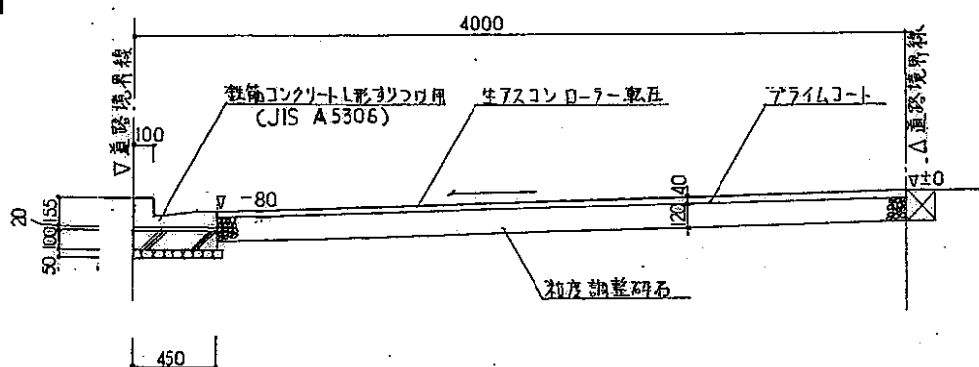 4000
▽道路境界線
△道路境界線
鉄筋コンクリートL形すりつけ用
(JIS A5306)
生アスコン ローラー転圧
プライムコート
100
▽
-80
▽±0
40
120
155
20
100
50
粒度調整砕石
450